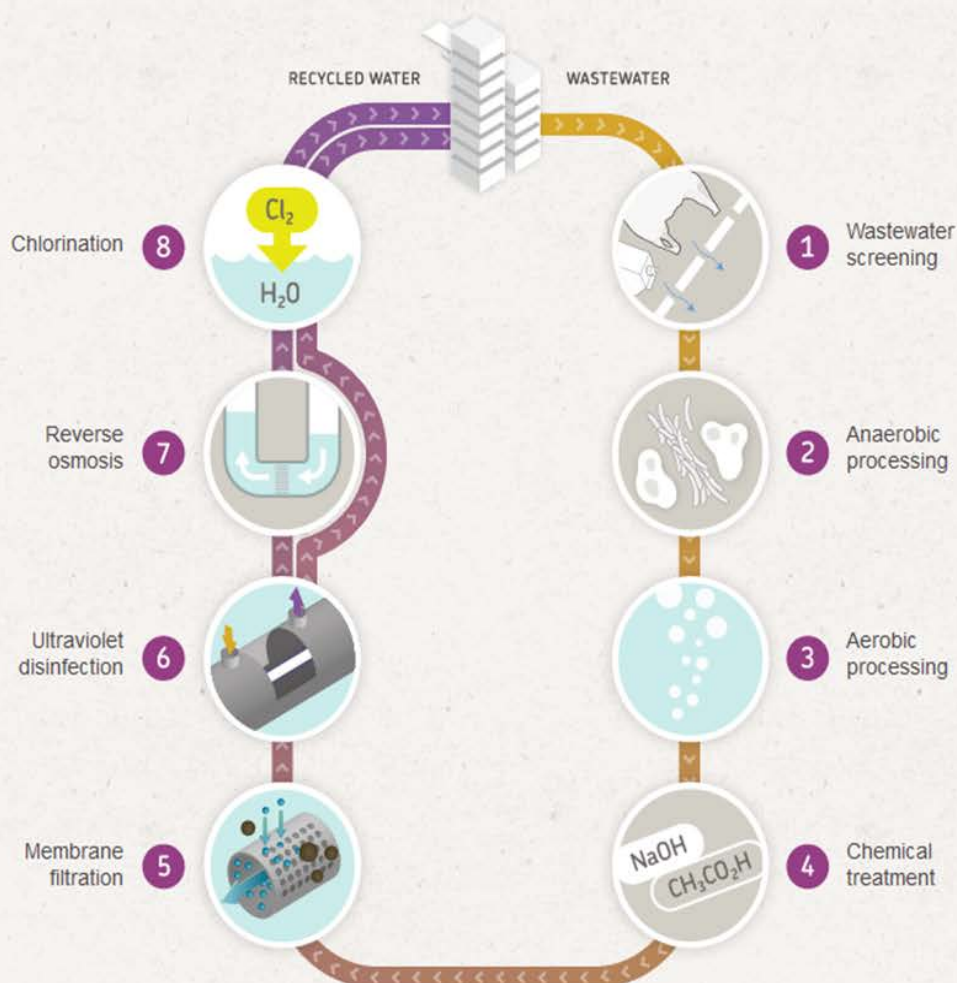 RECYCLED WATER
WASTEWATER
Cl₂
H₂O
Chlorination
8
1
Wastewater
screening
Reverse
osmosis
7
2
Anaerobic
processing
Ultraviolet
disinfection
6
3
Aerobic
processing
Membrane
filtration
5
NaOH
CH₃CO₂H
4
Chemical
treatment